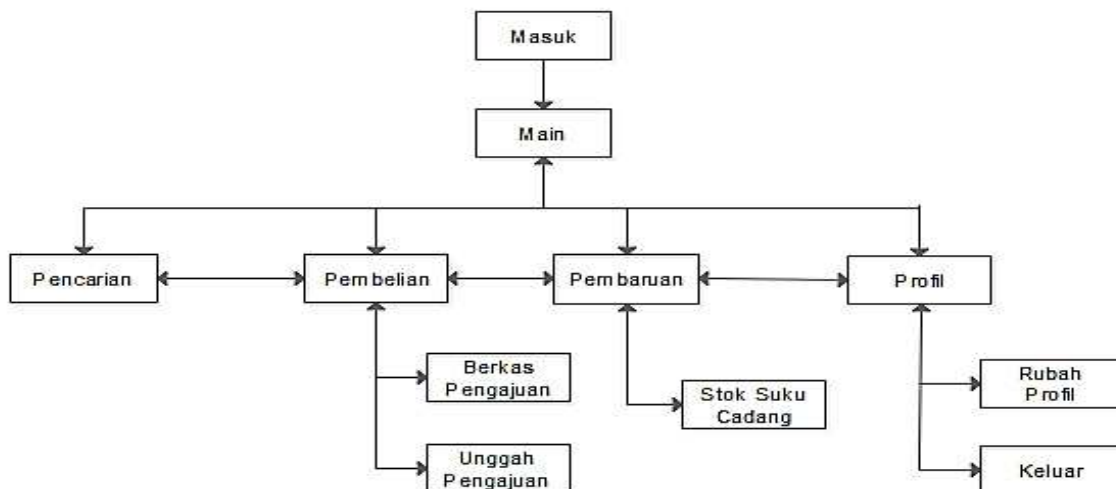 Masuk
Main
Pencarian
Pembelian
Pembaruan
Profil
Berkas
Pengajuan
Stok Suku
Cadang
Rubah
Profil
Unggah
Pengajuan
Keluar